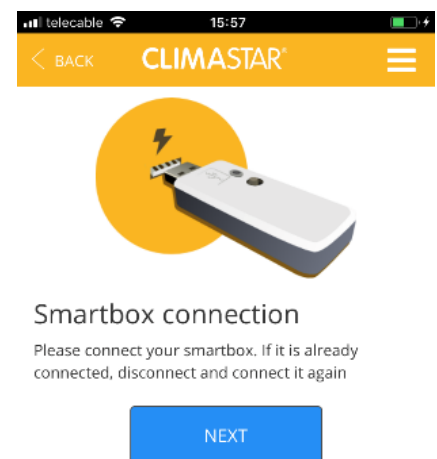 telecable 15:57
< BACK CLIMASTAR®
Smartbox connection
Please connect your smartbox. If it is already
connected, disconnect and connect it again
NEXT